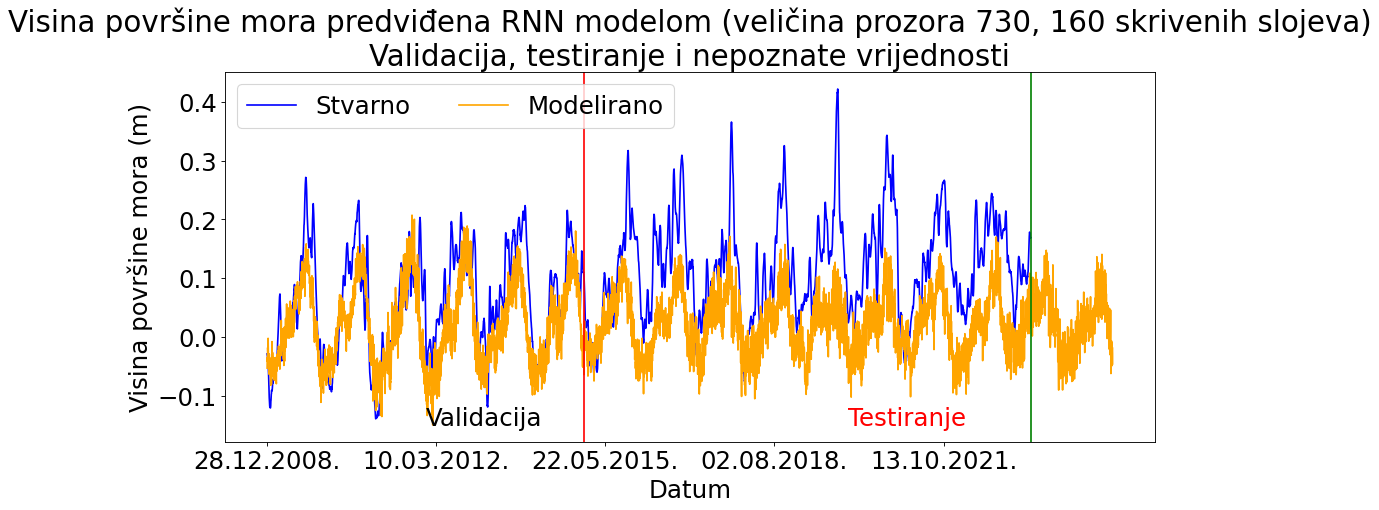 Visina površine mora predviđena RNN modelom (veličina prozora 730, 160 skrivenih slojeva)
Validacija, testiranje i nepoznate vrijednosti
Stvarno
Modelirano
Visina površine mora (m)
0.4
0.3
0.2
0.1
0.0
−0.1
Validacija
Testiranje
28.12.2008.
10.03.2012.
22.05.2015.
02.08.2018.
13.10.2021.
Datum